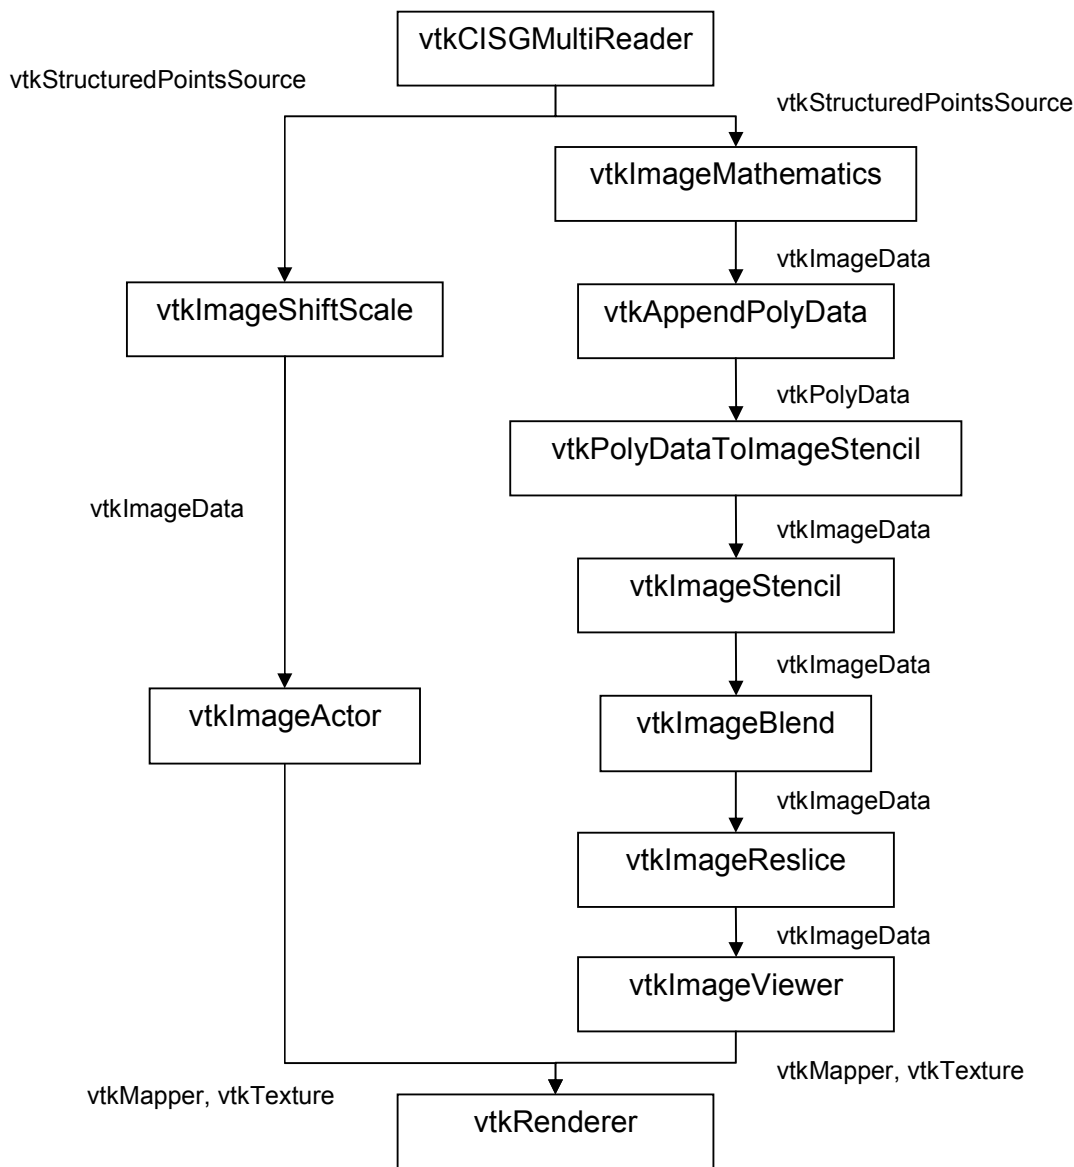 vtkCISGMultiReader
vtkStructuredPointsSource
vtkStructuredPointsSource
vtkImageMathematics
vtkImageData
vtkImageShiftScale
vtkAppendPolyData
vtkPolyData
vtkPolyDataToImageStencil
vtkImageData
vtkImageData
vtkImageStencil
vtkImageData
vtkImageActor
vtkImageBlend
vtkImageData
vtkImageReslice
vtkImageData
vtkImageViewer
vtkMapper, vtkTexture
vtkMapper, vtkTexture
vtkRenderer